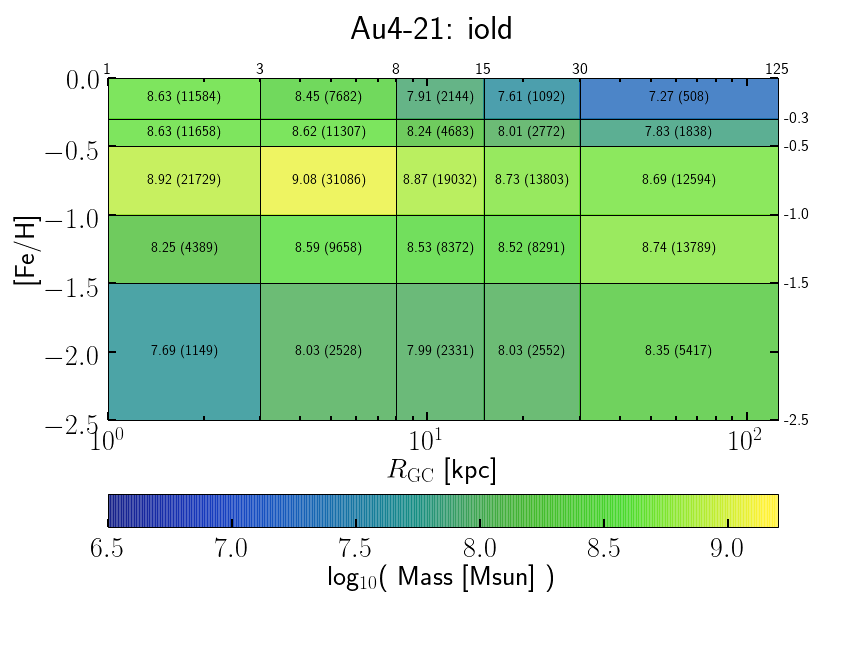 Au4-21: iold
1 3 8 15 30 125
0.0 8.63 (11584) 8.45 (7682) 7.91 (2144) 7.61 (1092) 7.27 (508)
-0.3
8.63 (11658) 8.62 (11307) 8.24 (4683) 8.01 (2772) 7.83 (1838)
−0.5 -0.5
8.92 (21729) 9.08 (31086) 8.87 (19032) 8.73 (13803) 8.69 (12594)
−1.0 -1.0
[Fe/H]
8.25 (4389) 8.59 (9658) 8.53 (8372) 8.52 (8291) 8.74 (13789)
−1.5 -1.5
−2.0 7.69 (1149) 8.03 (2528) 7.99 (2331) 8.03 (2552) 8.35 (5417)
−2.5 -2.5
10⁰ 10¹ 10²
R_GC [kpc]
6.5 7.0 7.5 8.0 8.5 9.0
log₁₀( Mass [Msun] )